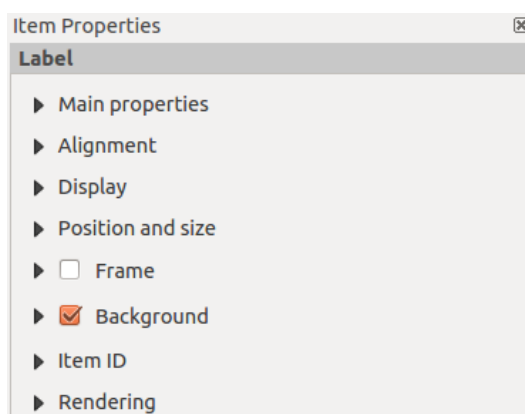 Item Properties
Label
Main properties
Alignment
Display
Position and size
Frame
Background
Item ID
Rendering